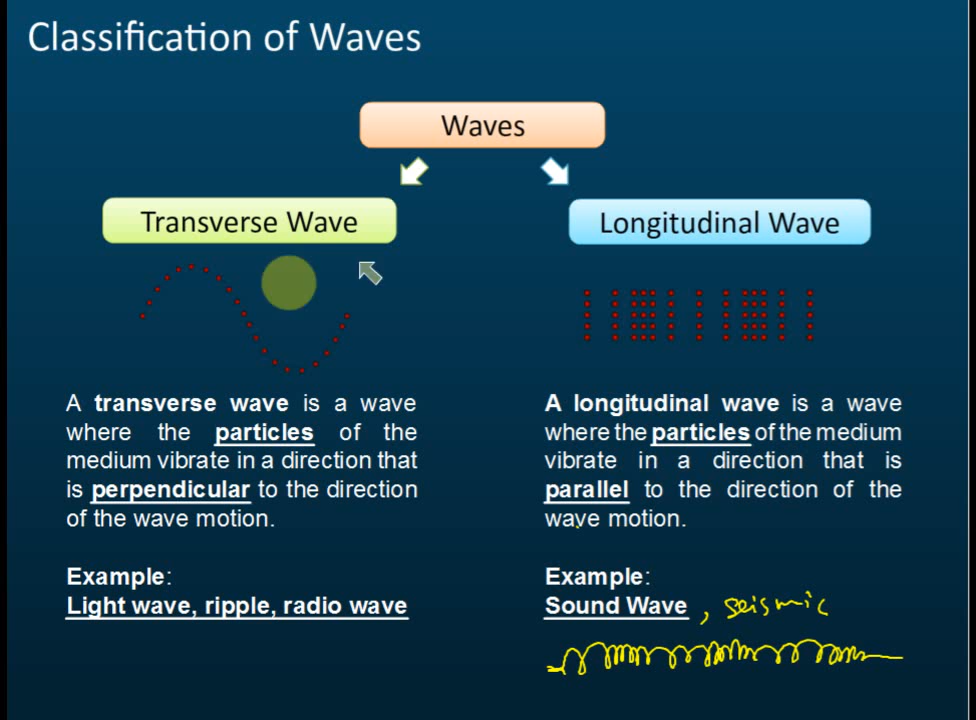 Classification of Waves
Waves
Transverse Wave
Longitudinal Wave
A transverse wave is a wave
where the particles of the
medium vibrate in a direction that
is perpendicular to the direction
of the wave motion.
Example:
Light wave, ripple, radio wave
A longitudinal wave is a wave
where the particles of the medium
vibrate in a direction that is
parallel to the direction of the
wave motion.
Example:
Sound Wave , seismic